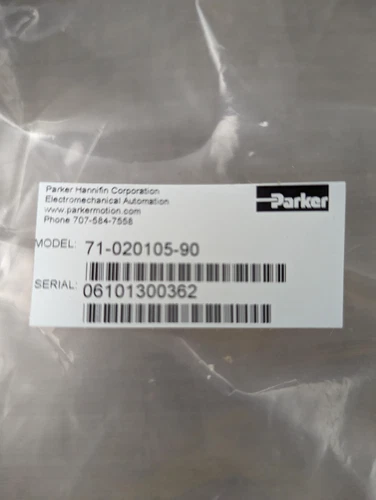 Parker Hannifin Corporation
Electromechanical Automation
www.parkermotion.com
Phone 707-584-7558
Parker
MODEL: 71-020105-90
SERIAL: 06101300362